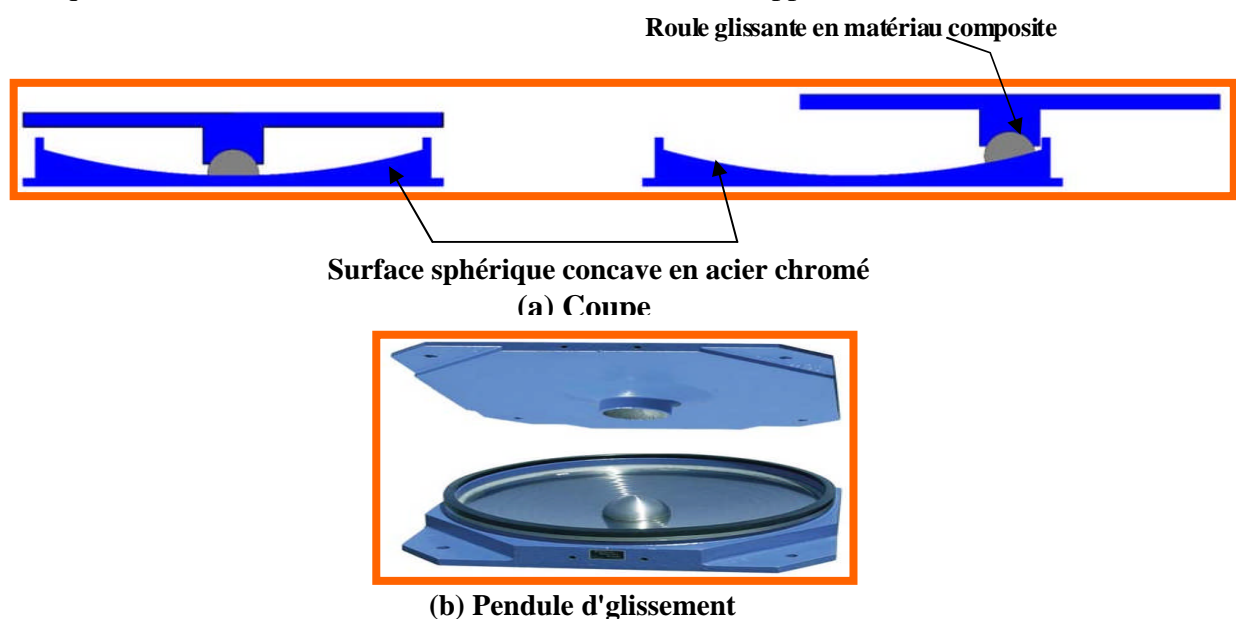 Roule glissante en matériau composite
Surface sphérique concave en acier chromé
(a) Coupe
(b) Pendule d'glissement